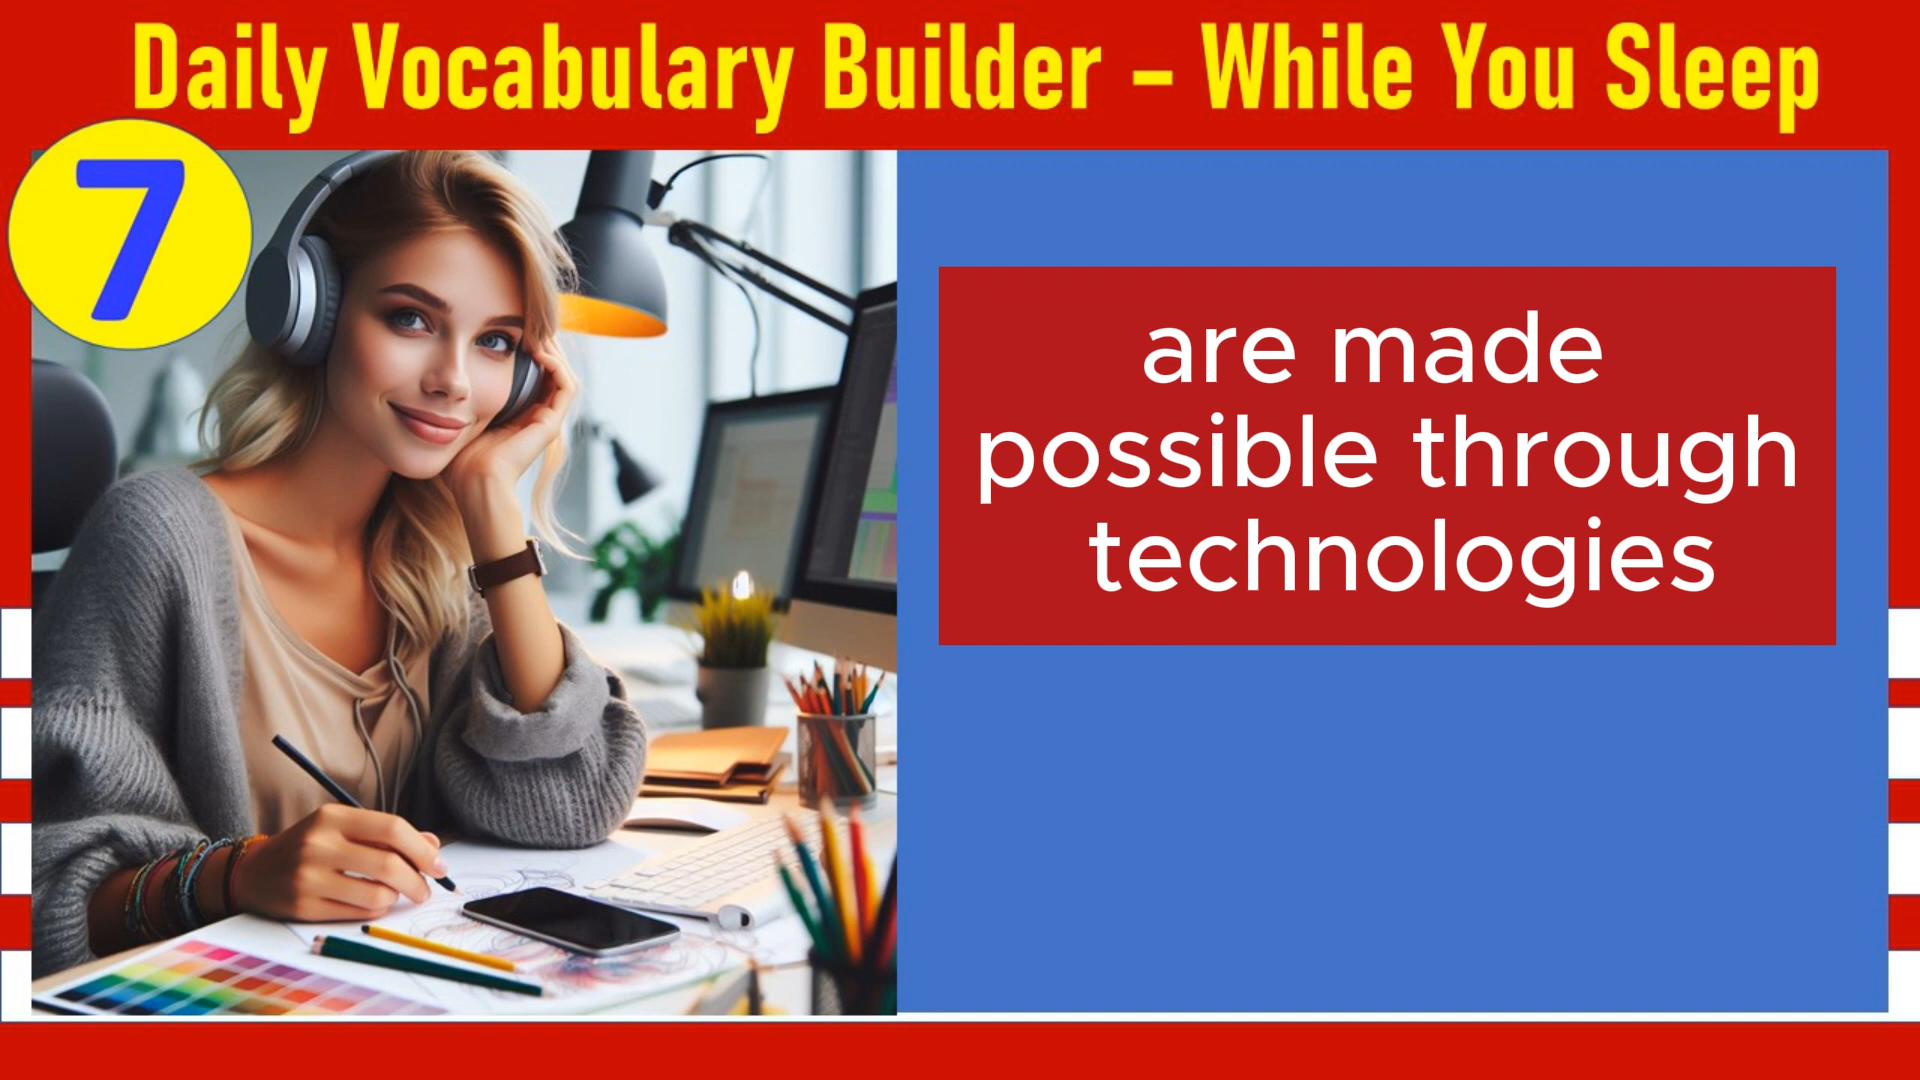 Daily Vocabulary Builder – While You Sleep
7
are made
possible through
technologies